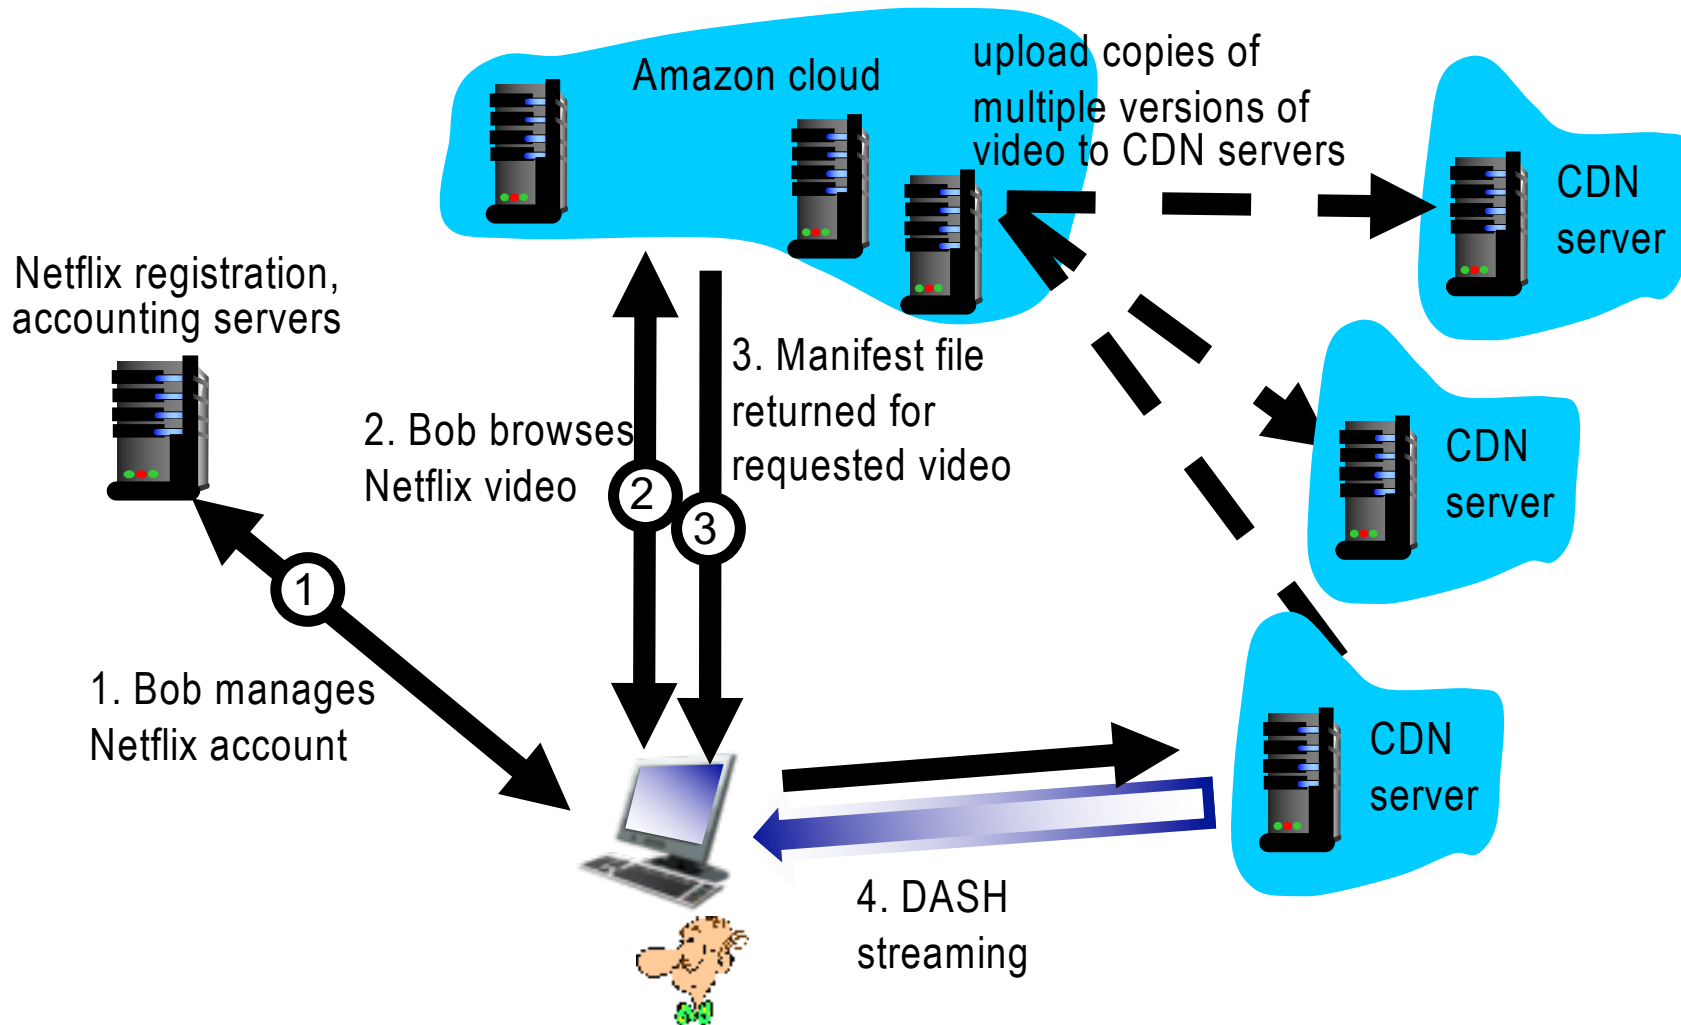 Amazon cloud
upload copies of
multiple versions of
video to CDN servers
CDN
server
Netflix registration,
accounting servers
3. Manifest file
returned for
requested video
2. Bob browses
Netflix video
CDN
server
2
3
1
1. Bob manages
Netflix account
CDN
server
4. DASH
streaming